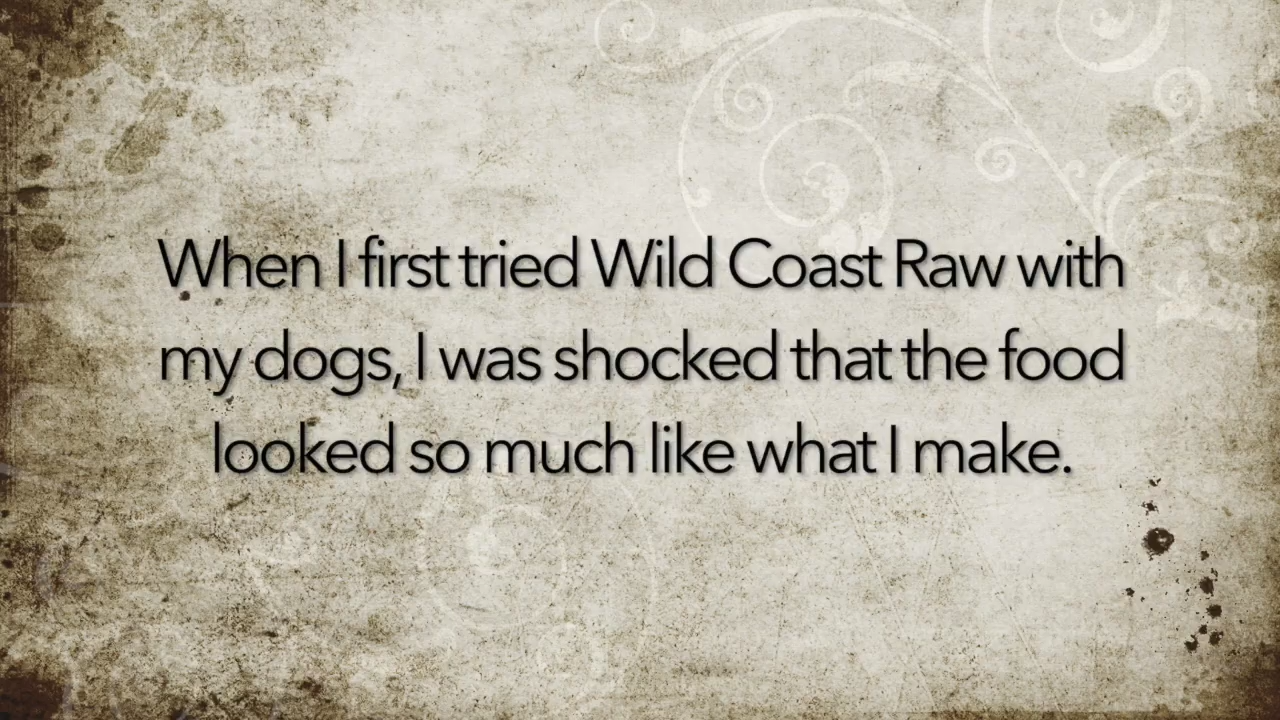 When I first tried Wild Coast Raw with
my dogs, I was shocked that the food
looked so much like what I make.